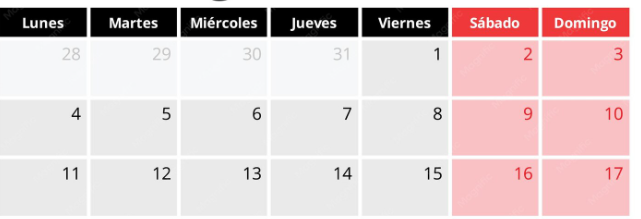 Lunes Martes Miércoles Jueves Viernes Sábado Domingo
28 29 30 31 1 2 3
4 5 6 7 8 9 10
11 12 13 14 15 16 17